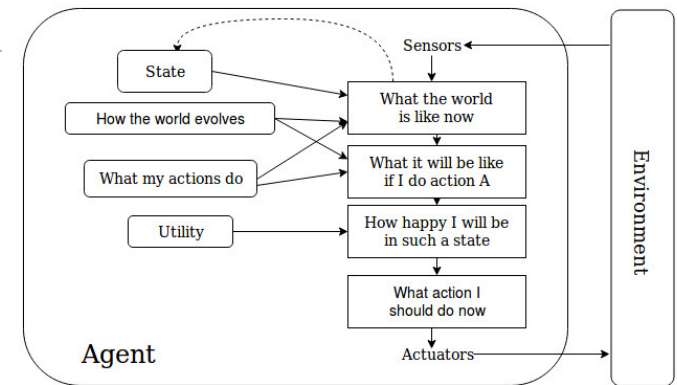 Sensors
State
What the world
is like now
How the world evolves
What it will be like
if I do action A
What my actions do
How happy I will be
in such a state
Utility
What action I
should do now
Actuators
Agent
Environment